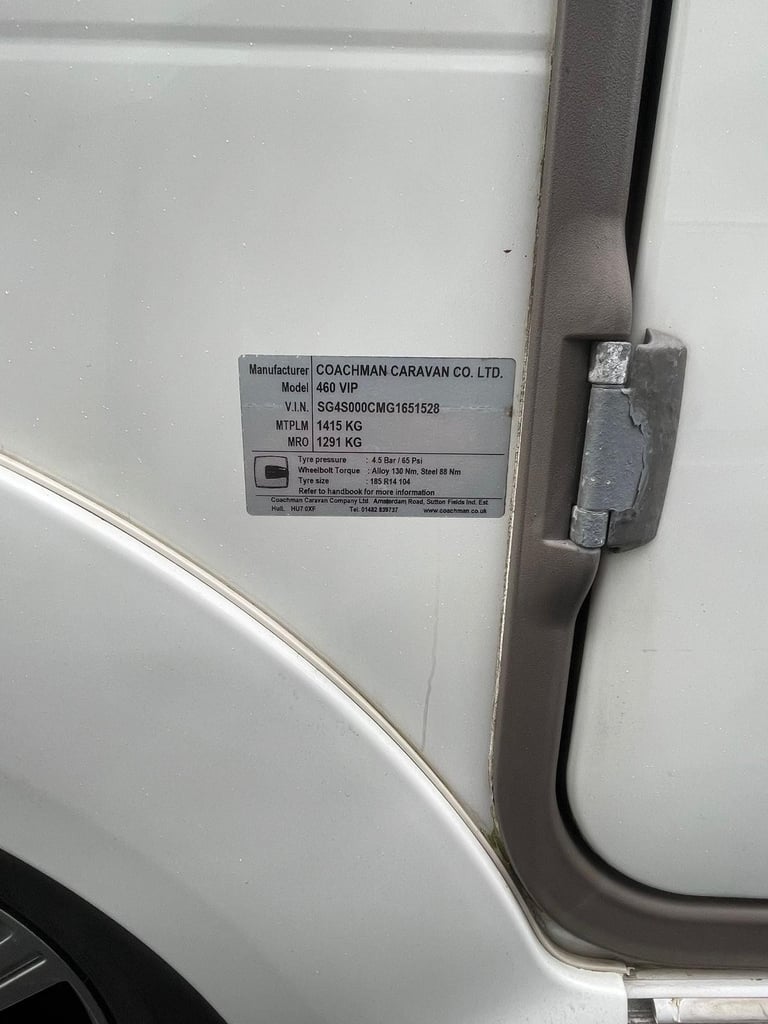 Manufacturer COACHMAN CARAVAN CO. LTD.
Model 460 VIP
V.I.N. SG4S000CMG1651528
MTPLM 1415 KG
MRO 1291 KG
Tyre pressure : 4.5 Bar / 65 Psi
Wheelbolt Torque : Alloy 130 Nm, Steel 88 Nm
Tyre size : 185 R14 104
Refer to handbook for more information
Coachman Caravan Company Ltd. Amsterdam Road, Sutton Fields Ind. Est
Hull. HU7 0XF Tel. 01482 839737 www.coachman.co.uk